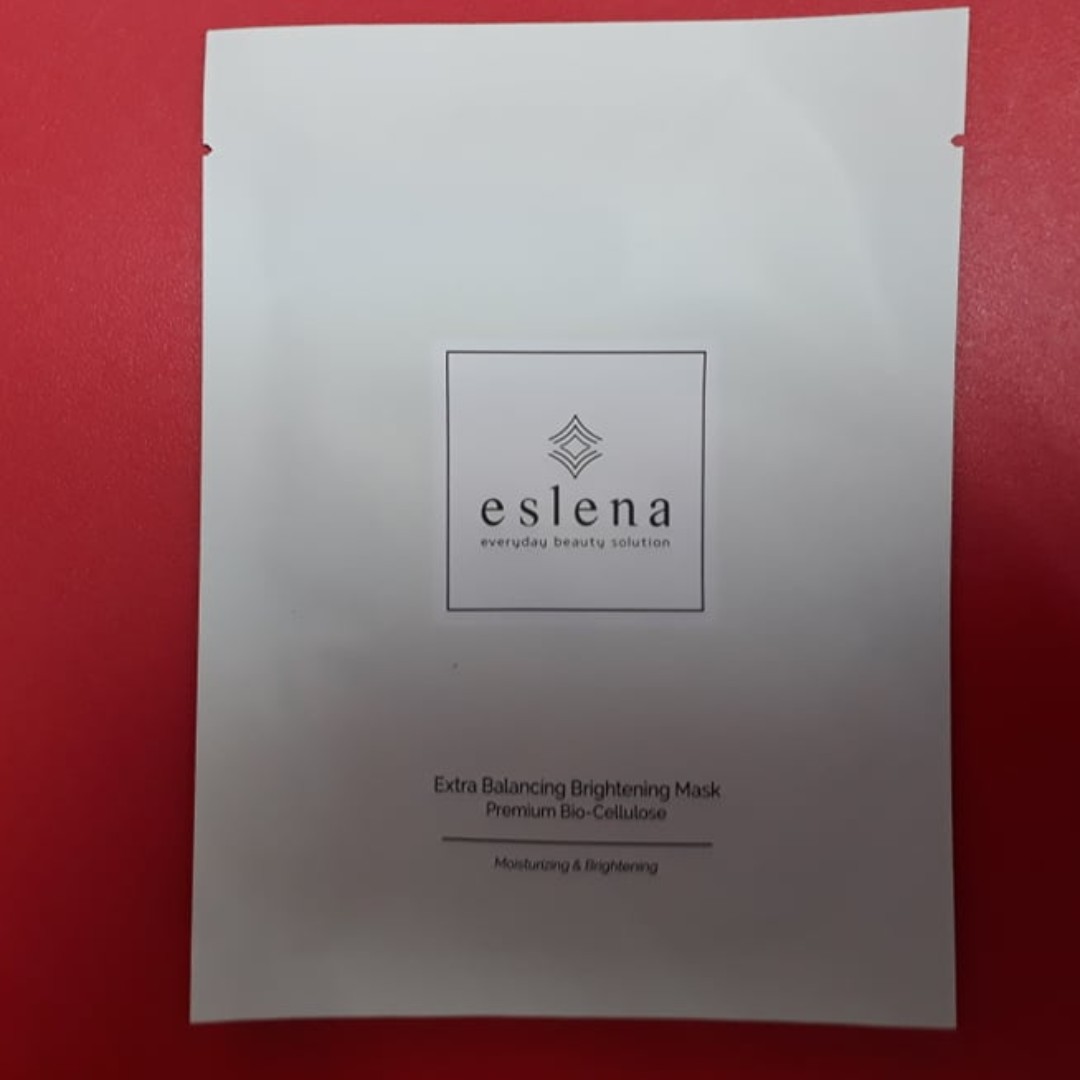 eslena
everyday beauty solution
Extra Balancing Brightening Mask
Premium Bio-Cellulose
Moisturizing & Brightening